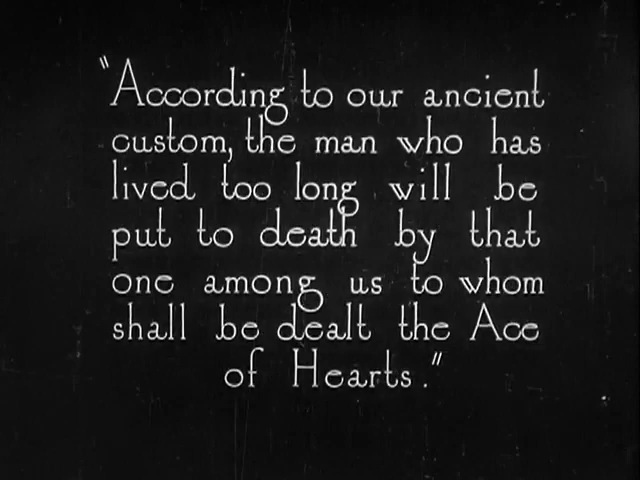 "According to our ancient
custom, the man who has
lived too long will be
put to death by that
one among us to whom
shall be dealt the Ace
of Hearts."